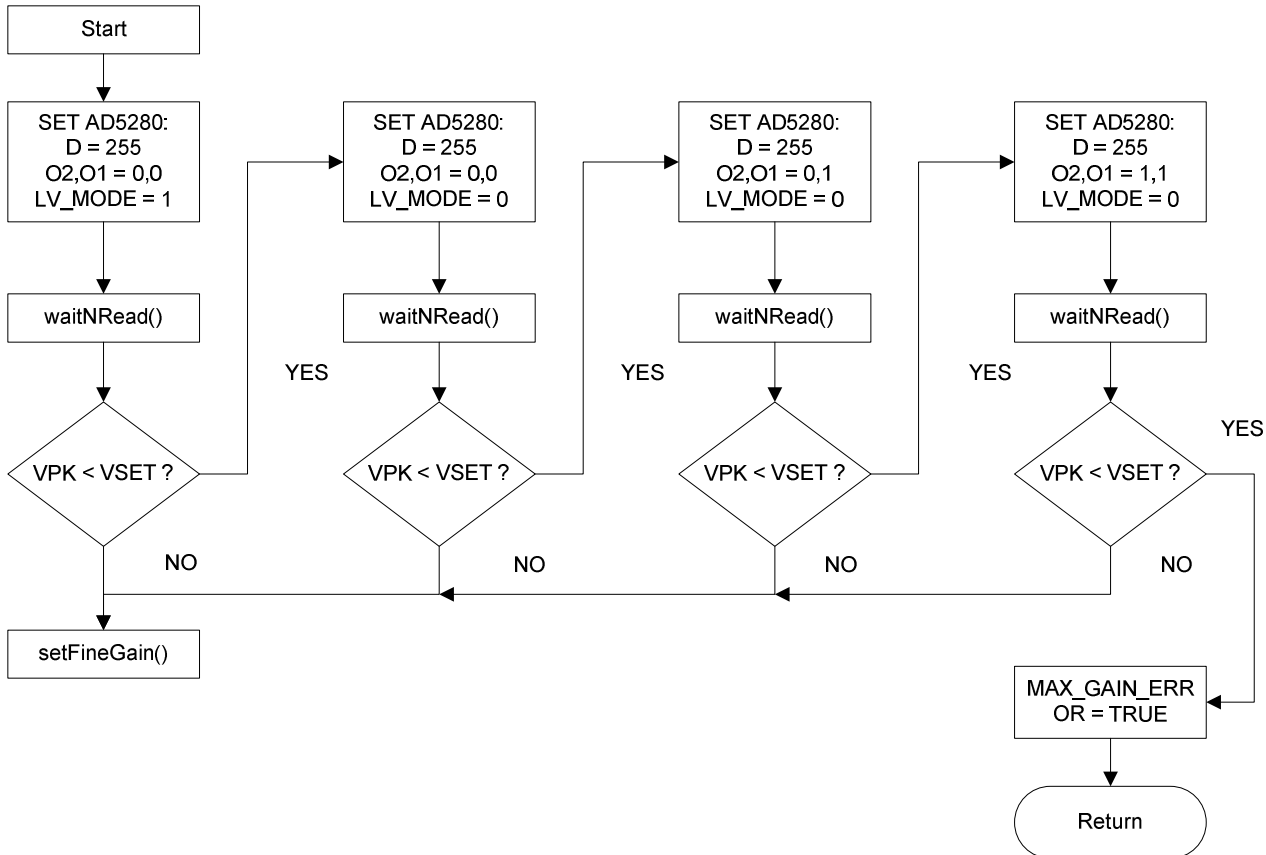 Start
SET AD5280:
D = 255
O2,O1 = 0,0
LV_MODE = 1
waitNRead()
VPK < VSET ?
YES
NO
SET AD5280:
D = 255
O2,O1 = 0,0
LV_MODE = 0
waitNRead()
VPK < VSET ?
YES
NO
SET AD5280:
D = 255
O2,O1 = 0,1
LV_MODE = 0
waitNRead()
VPK < VSET ?
YES
NO
SET AD5280:
D = 255
O2,O1 = 1,1
LV_MODE = 0
waitNRead()
VPK < VSET ?
YES
NO
setFineGain()
MAX_GAIN_ERR
OR = TRUE
Return